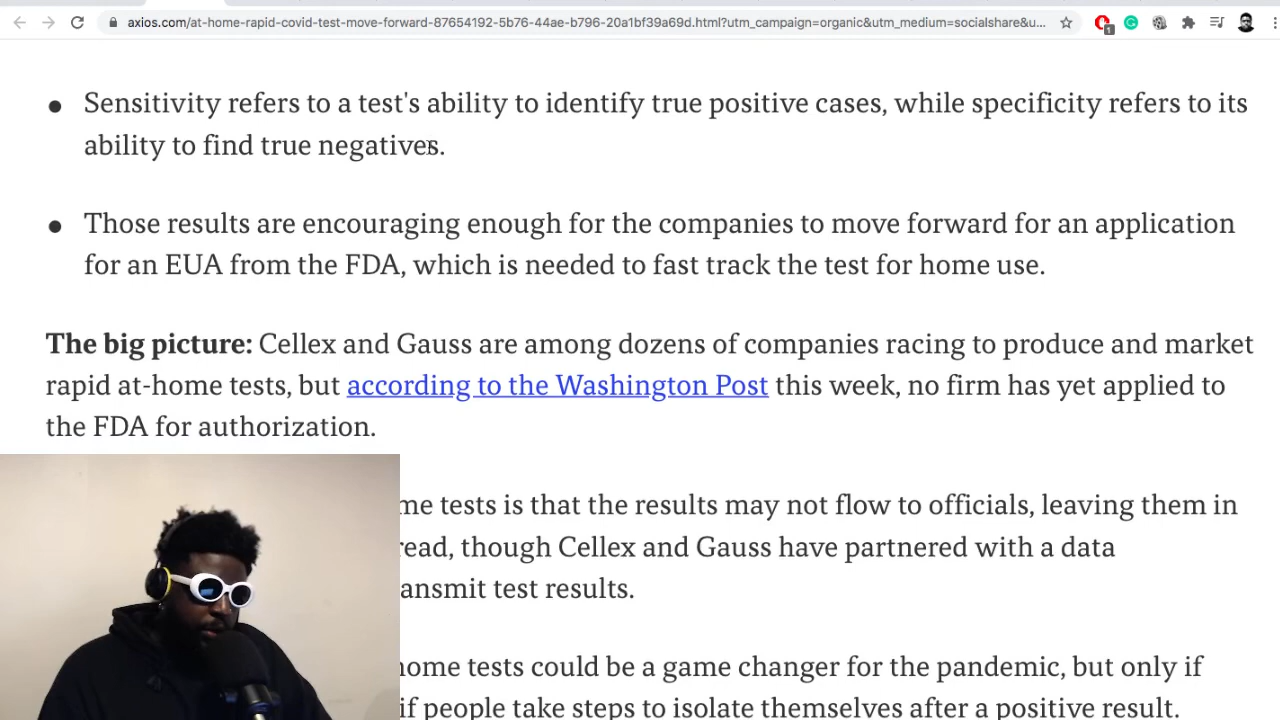 axios.com/at-home-rapid-covid-test-move-forward-87654192-5b76-44ae-b796-20a1bf39a69d.html?utm_campaign=organic&utm_medium=socialshare&u...
1
Sensitivity refers to a test's ability to identify true positive cases, while specificity refers to its
ability to find true negatives.
Those results are encouraging enough for the companies to move forward for an application
for an EUA from the FDA, which is needed to fast track the test for home use.
The big picture: Cellex and Gauss are among dozens of companies racing to produce and market
rapid at-home tests, but according to the Washington Post this week, no firm has yet applied to
the FDA for authorization.
me tests is that the results may not flow to officials, leaving them in
read, though Cellex and Gauss have partnered with a data
ansmit test results.
home tests could be a game changer for the pandemic, but only if
if people take steps to isolate themselves after a positive result.